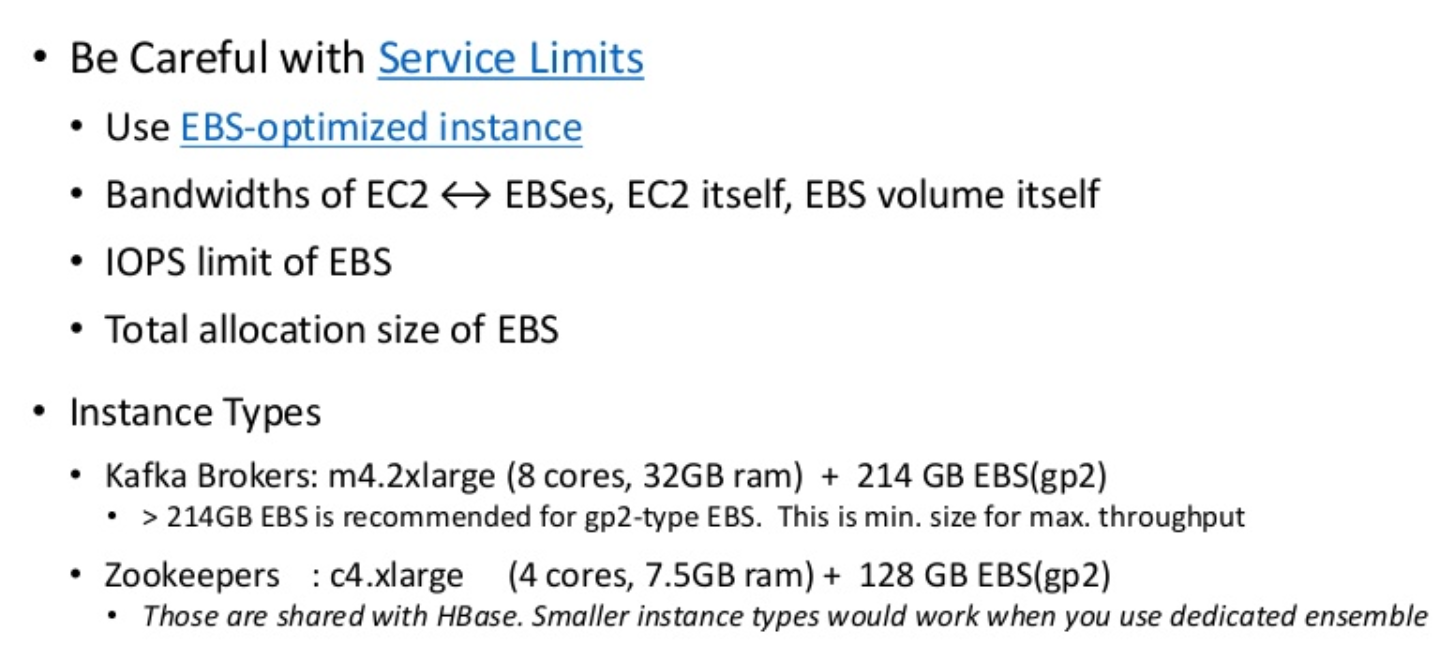 • Be Careful with Service Limits
• Use EBS-optimized instance
• Bandwidths of EC2 ↔ EBSes, EC2 itself, EBS volume itself
• IOPS limit of EBS
• Total allocation size of EBS
• Instance Types
• Kafka Brokers: m4.2xlarge (8 cores, 32GB ram) + 214 GB EBS(gp2)
• > 214GB EBS is recommended for gp2-type EBS. This is min. size for max. throughput
• Zookeepers : c4.xlarge (4 cores, 7.5GB ram) + 128 GB EBS(gp2)
• Those are shared with HBase. Smaller instance types would work when you use dedicated ensemble